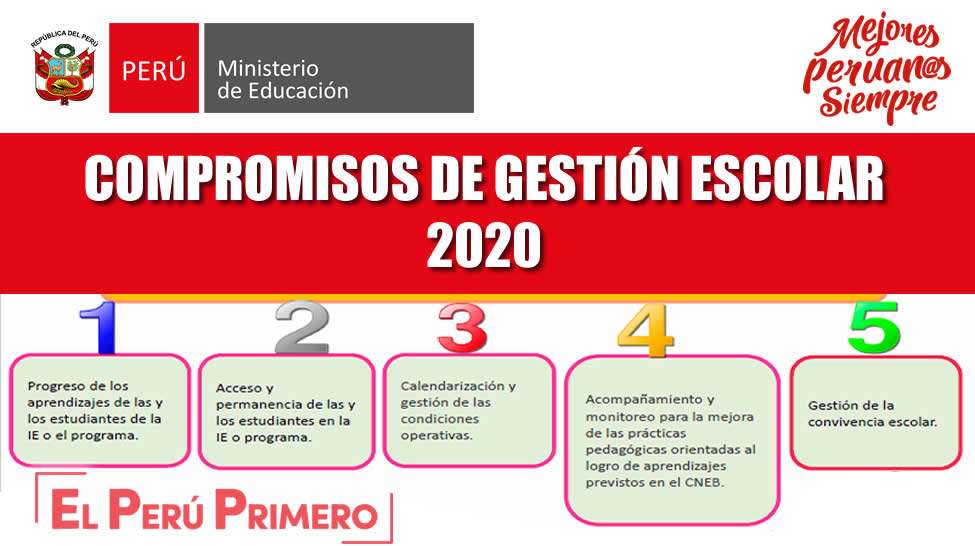 REPÚBLICA DEL PERÚ
PERÚ
Ministerio
de Educación
Mejores
peruan@s
Siempre
COMPROMISOS DE GESTIÓN ESCOLAR
2020
1
Progreso de los
aprendizajes de las y
los estudiantes de la
IE o el programa.
2
Acceso y
permanencia de las y
los estudiantes en la
IE o programa.
3
Calendarización y
gestión de las
condiciones
operativas.
4
Acompañamiento y
monitoreo para la mejora
de las prácticas
pedagógicas orientadas al
logro de aprendizajes
previstos en el CNEB.
5
Gestión de la
convivencia escolar.
EL PERÚ PRIMERO